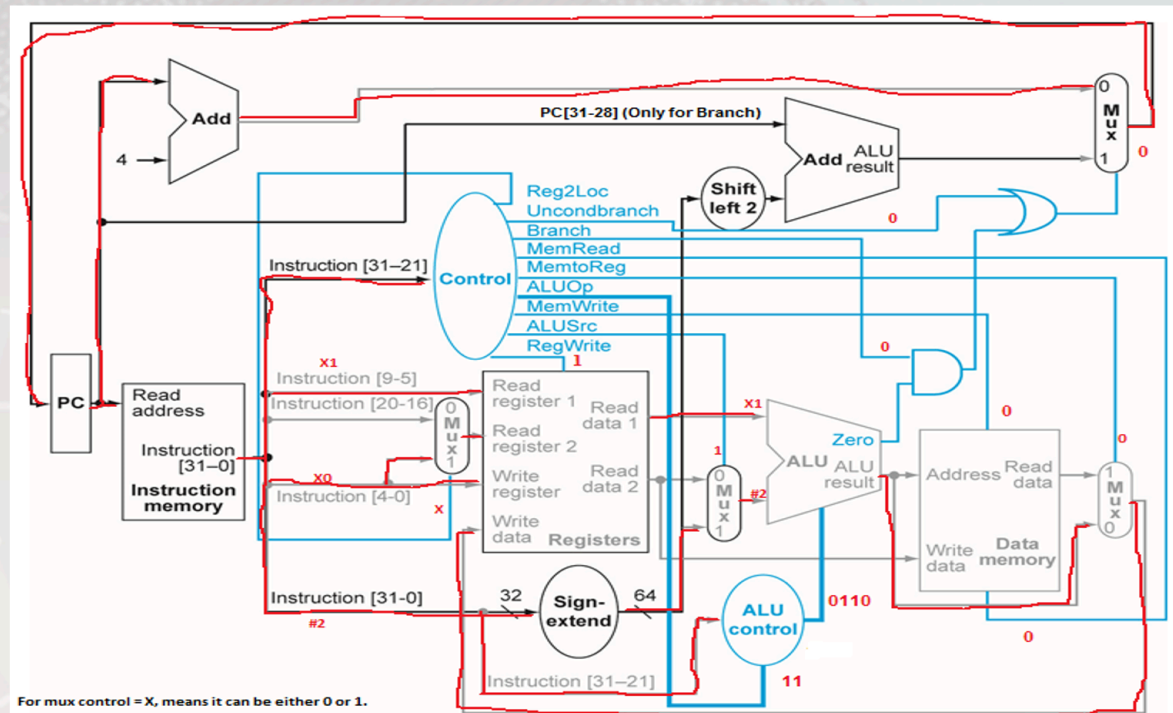 0
Add
PC[31-28] (Only for Branch)
M
u
x
0
4
Add
ALU
result
1
Shift
left 2
Reg2Loc
Uncondbranch
0
Branch
MemRead
Instruction [31–21]
Control
MemtoReg
ALUOp
MemWrite
ALUSrc
RegWrite
0
X1
1
Instruction [9-5]
PC
Read
address
Instruction
[31–0]
Instruction
memory
Instruction [20-16]
0
M
u
x
1
Read
register 1
Read
data 1
Read
register 2
Write
register
Read
data 2
Write
data
Registers
X0
Instruction [4-0]
X
X1
Zero
ALU
ALU
result
1
0
M
u
x
1
#2
0
0
Address
Read
data
Write
data
Data
memory
1
M
u
x
0
Instruction [31-0]
#2
32
Sign-
extend
64
ALU
control
0110
0
Instruction [31–21]
11
For mux control = X, means it can be either 0 or 1.